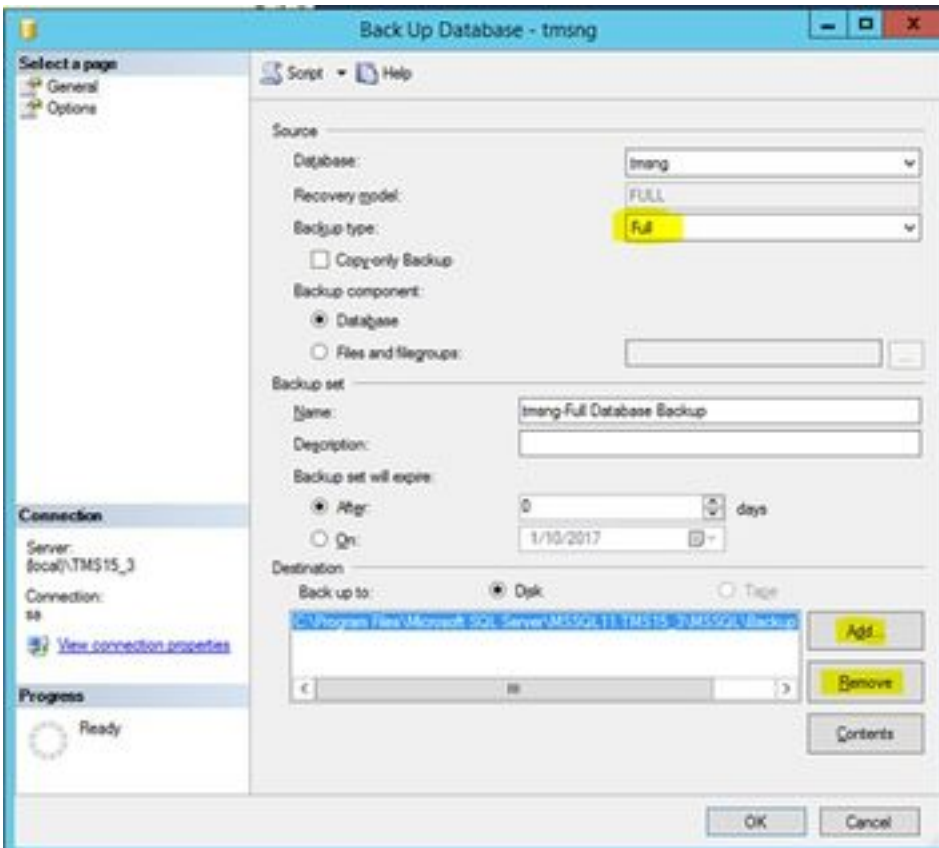 Back Up Database - tmsng
Select a page
General
Options
Script
Help
Source
Database:
tmsng
Recovery model:
FULL
Backup type:
Full
Copy-only Backup
Backup component:
Database
Files and filegroups:
...
Backup set
Name:
tmsng-Full Database Backup
Description:
Backup set will expire:
After:
0
days
On:
1/10/2017
Destination
Back up to:
Disk
Tape
C:\Program Files\Microsoft SQL Server\MSSQL11.TMS15_3\MSSQL\Backup
Add...
Remove
Contents
Connection
Server:
(local)\TMS15_3
Connection:
sa
View connection properties
Progress
Ready
OK
Cancel